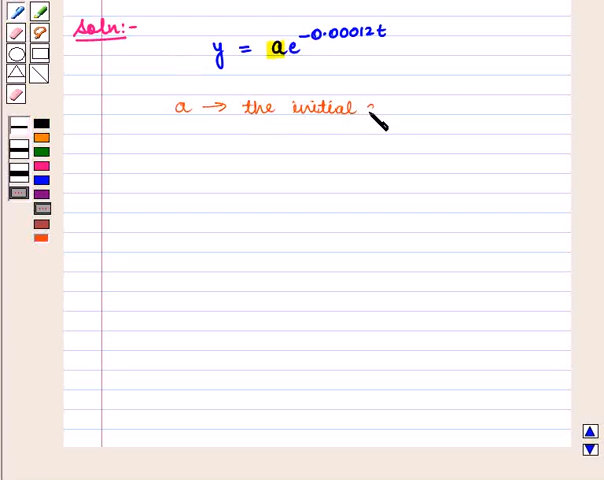 Soln:-
y = ae^-0.00012t
a → the initial